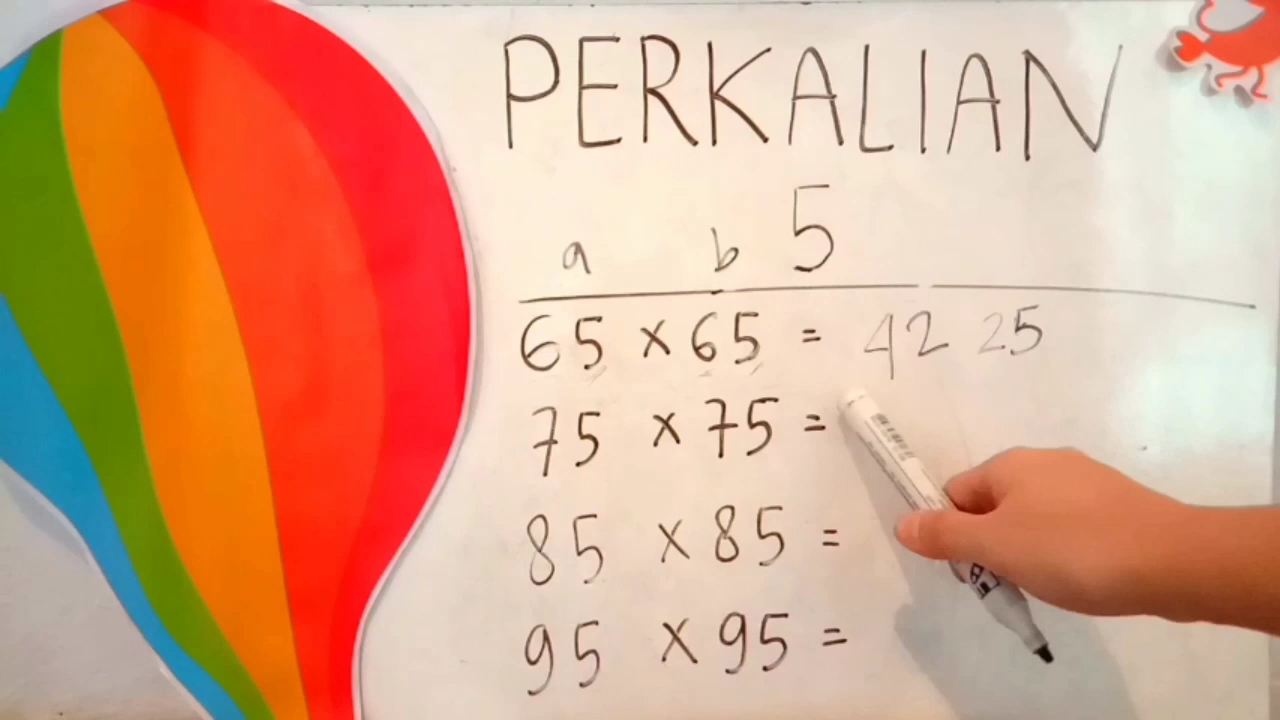 PERKALIAN
5
a b
65 x 65 = 42 25
75 x 75 =
85 x 85 =
95 x 95 =